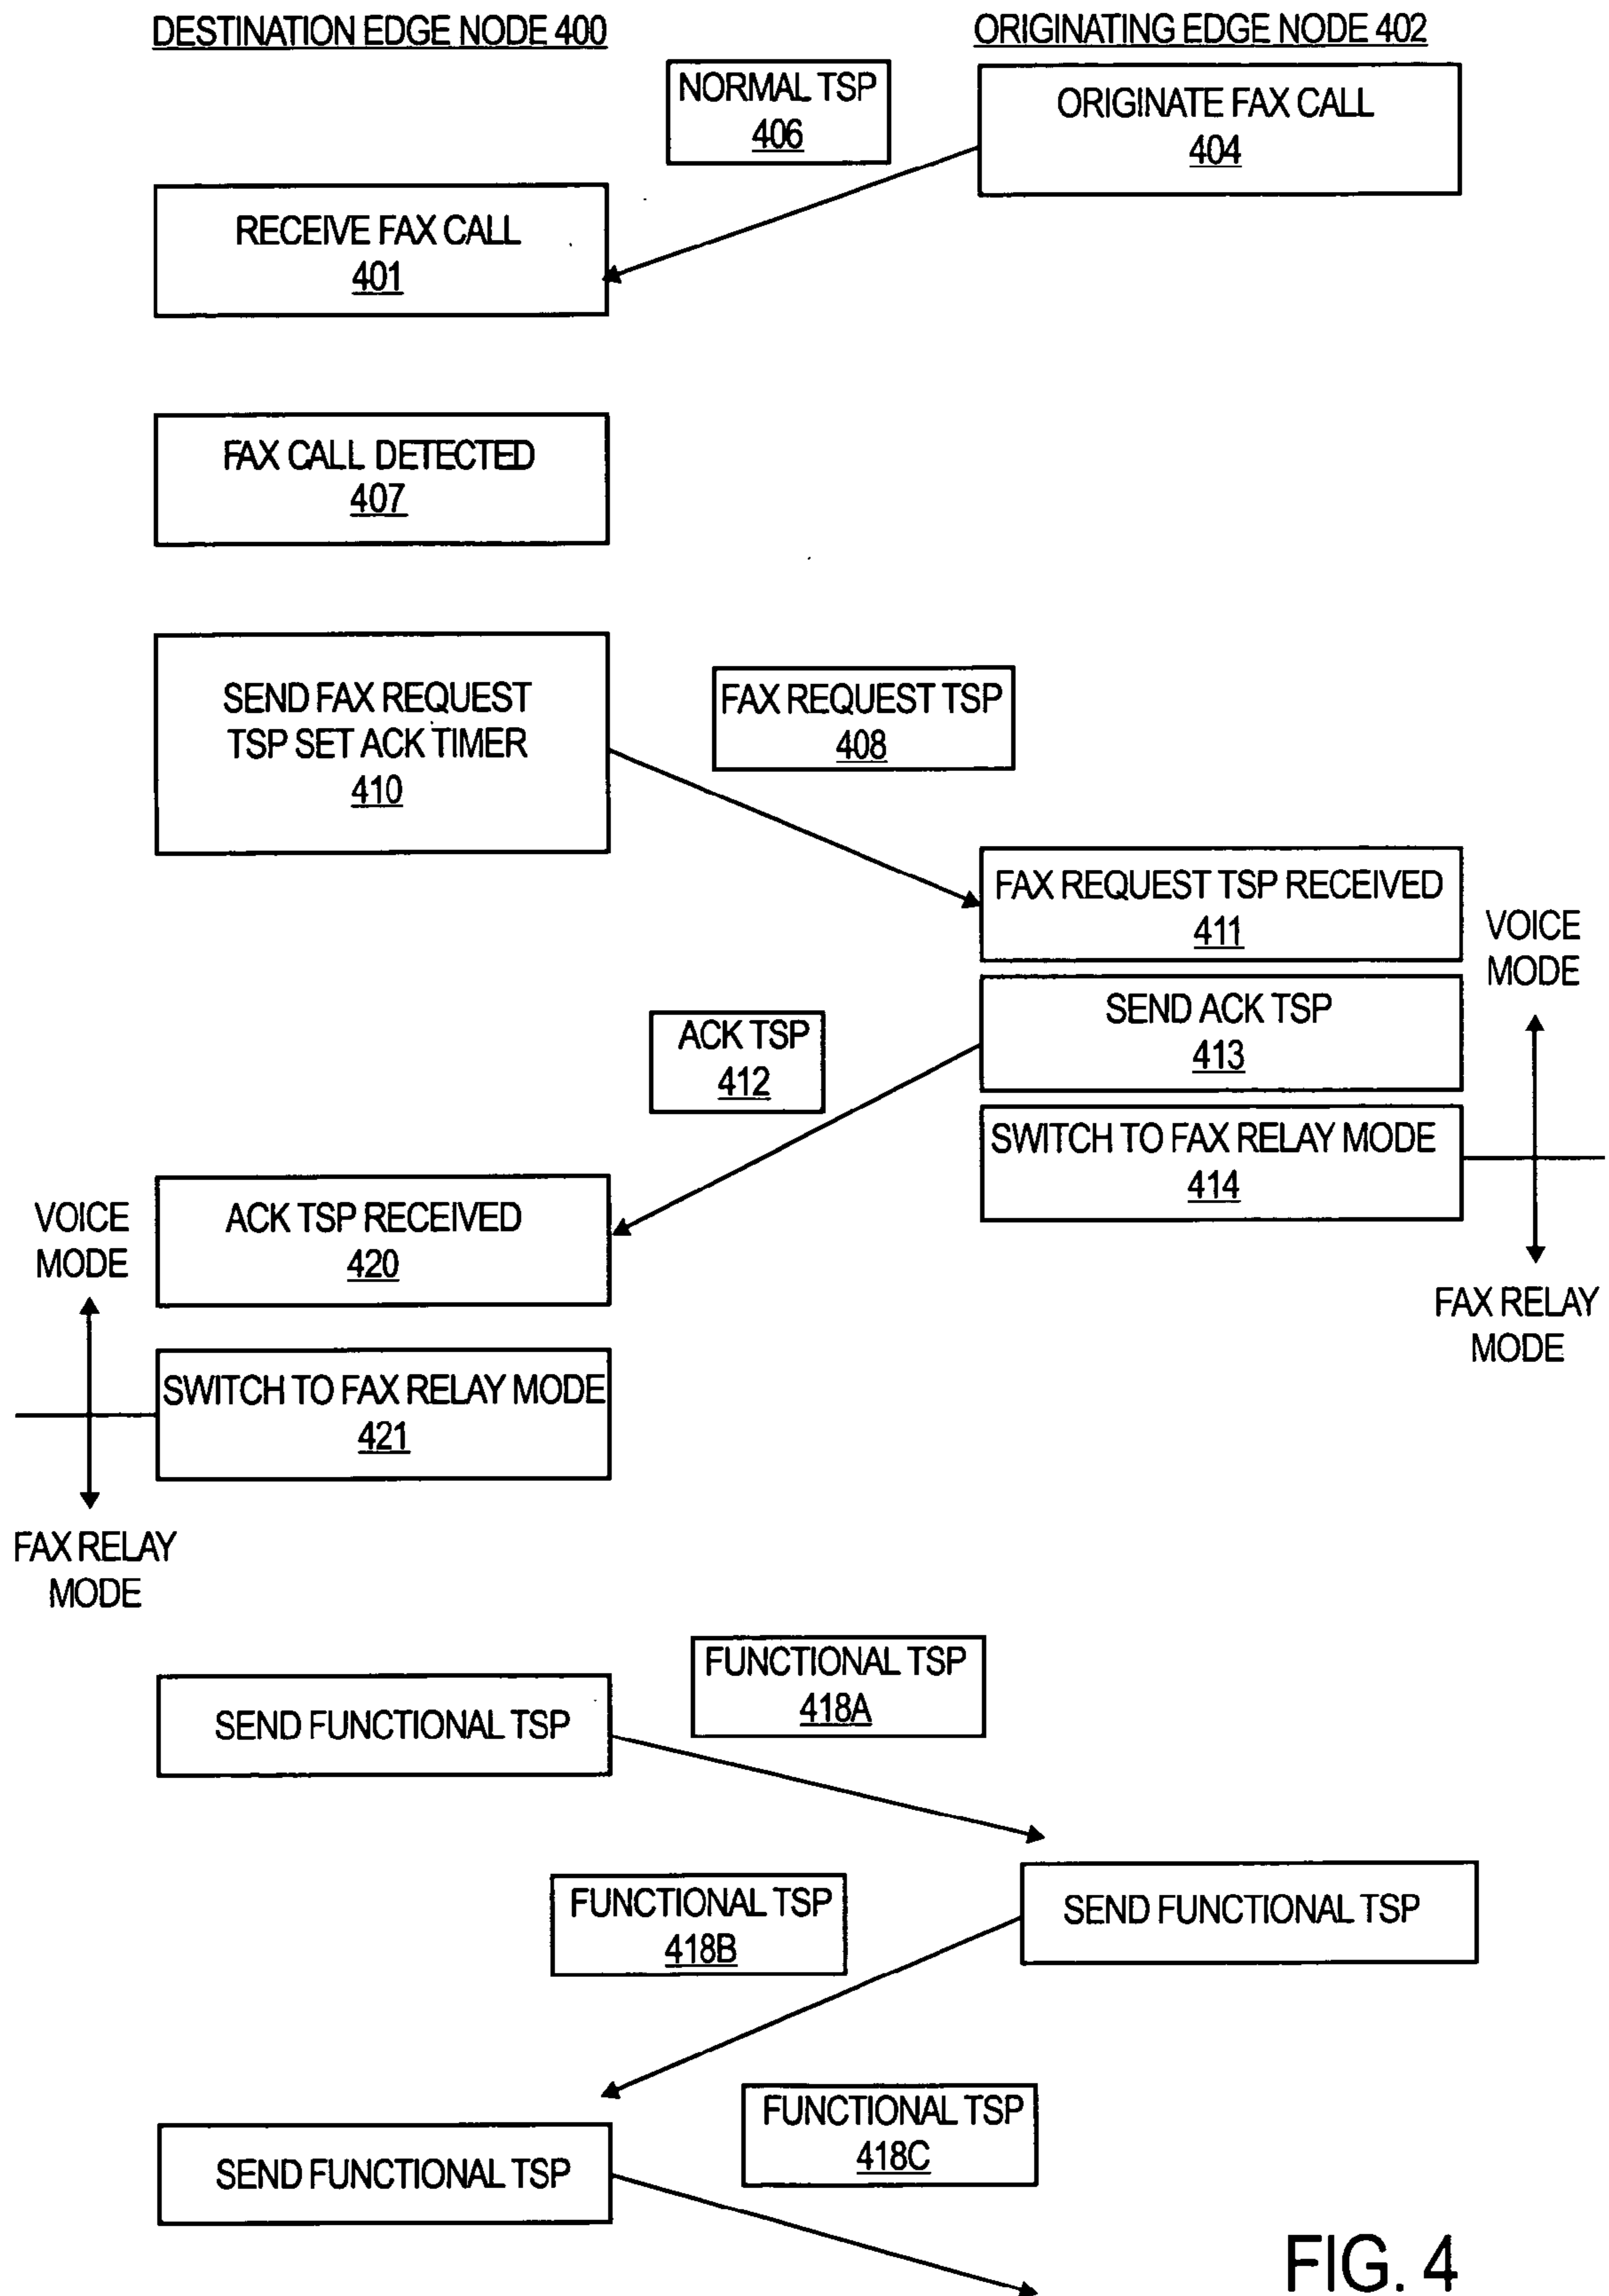 DESTINATION EDGE NODE 400
ORIGINATING EDGE NODE 402
NORMAL TSP
406
ORIGINATE FAX CALL
404
RECEIVE FAX CALL
401
FAX CALL DETECTED
407
SEND FAX REQUEST
TSP SET ACK TIMER
410
FAX REQUEST TSP
408
FAX REQUEST TSP RECEIVED
411
VOICE
MODE
SEND ACK TSP
413
ACK TSP
412
SWITCH TO FAX RELAY MODE
414
FAX RELAY
MODE
VOICE
MODE
ACK TSP RECEIVED
420
SWITCH TO FAX RELAY MODE
421
FAX RELAY
MODE
SEND FUNCTIONAL TSP
FUNCTIONAL TSP
418A
FUNCTIONAL TSP
418B
SEND FUNCTIONAL TSP
SEND FUNCTIONAL TSP
FUNCTIONAL TSP
418C
FIG. 4